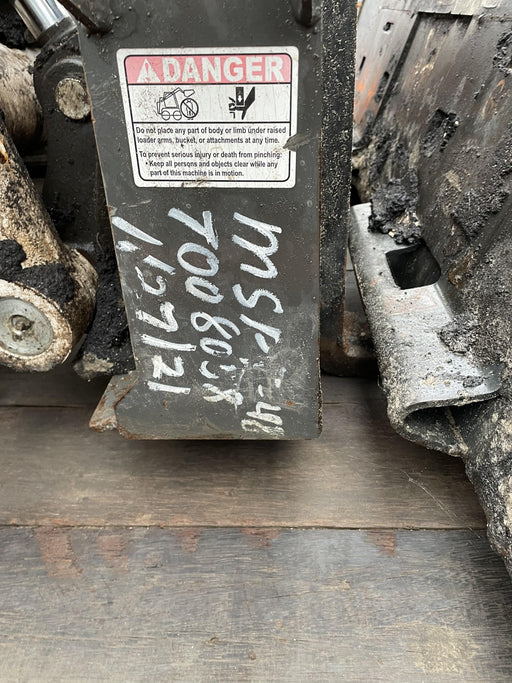 DANGER
Do not place any part of body or limb under raised
loader arms, bucket, or attachments at any time.
To prevent serious injury or death from pinching:
• Keep all persons and objects clear while any
part of this machine is in motion.